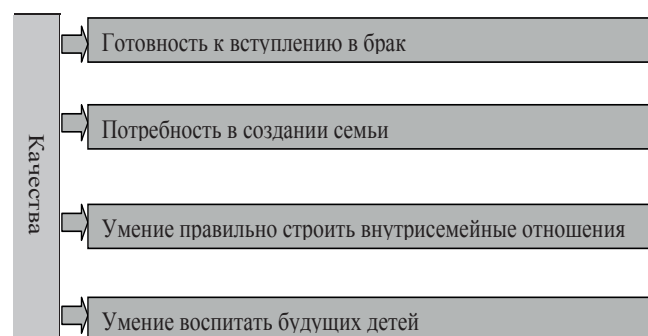 Качества
Готовность к вступлению в брак
Потребность в создании семьи
Умение правильно строить внутрисемейные отношения
Умение воспитать будущих детей